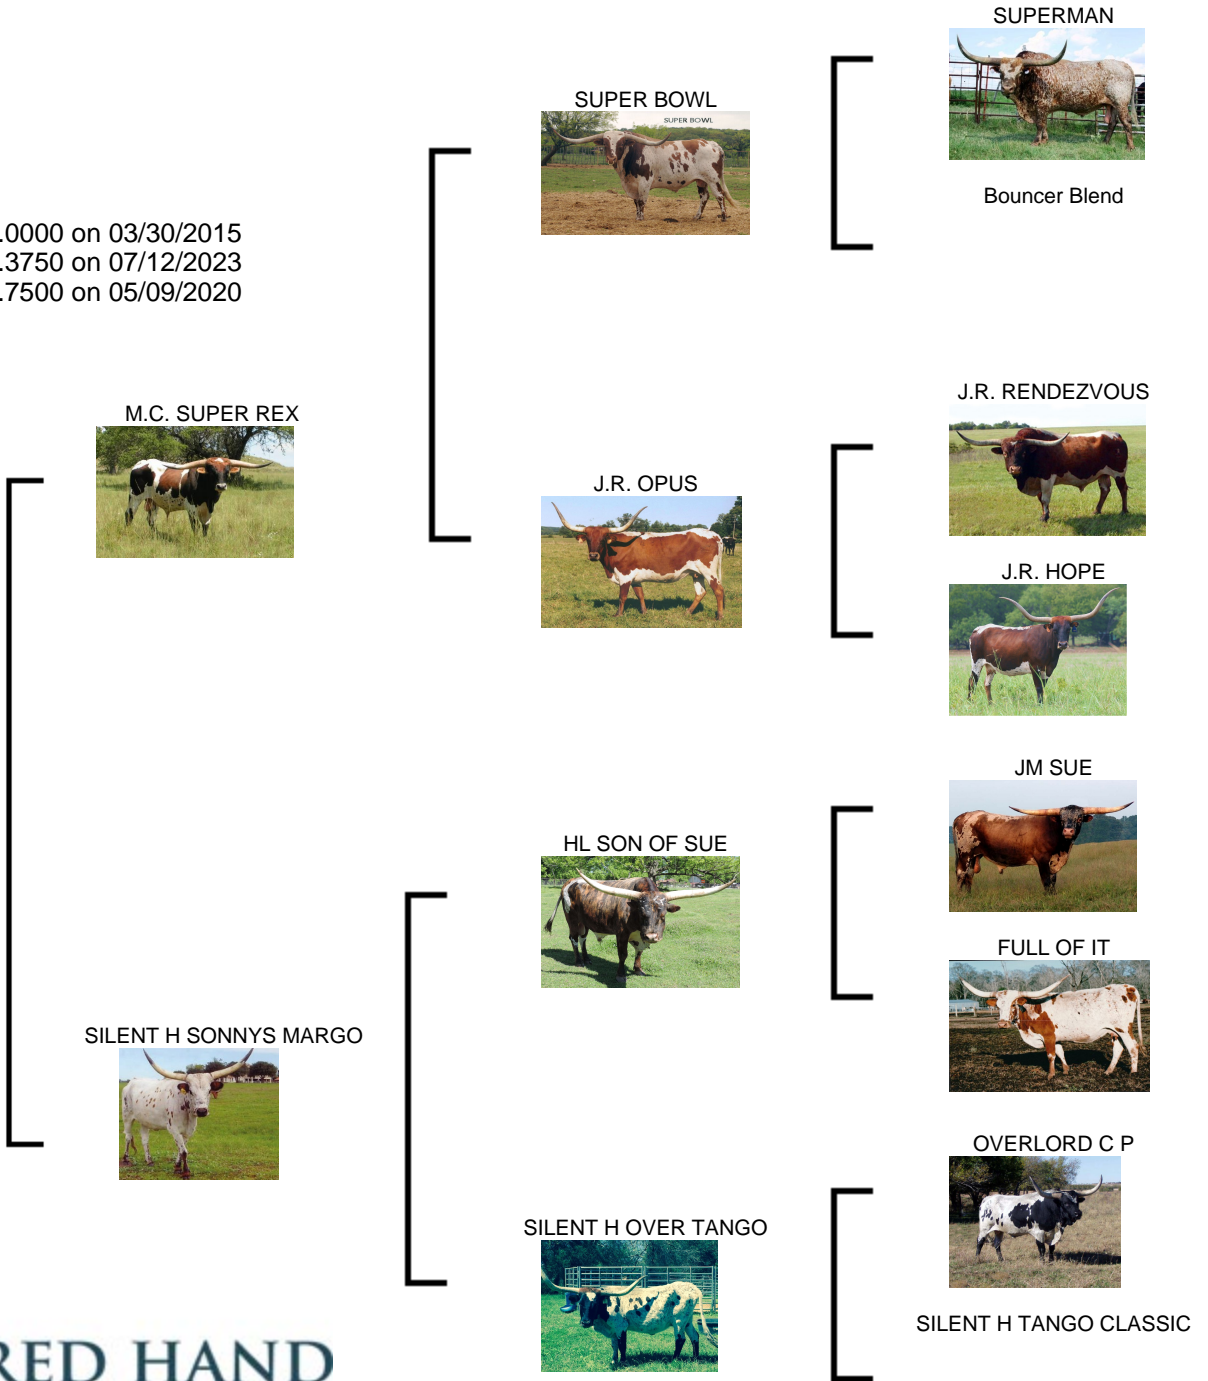 SUPERMAN
SUPER BOWL
SUPER BOWL
Bouncer Blend
.0000 on 03/30/2015
.3750 on 07/12/2023
.7500 on 05/09/2020
J.R. RENDEZVOUS
M.C. SUPER REX
J.R. OPUS
J.R. HOPE
JM SUE
HL SON OF SUE
FULL OF IT
SILENT H SONNYS MARGO
OVERLORD C P
SILENT H OVER TANGO
SILENT H TANGO CLASSIC
RED HAND